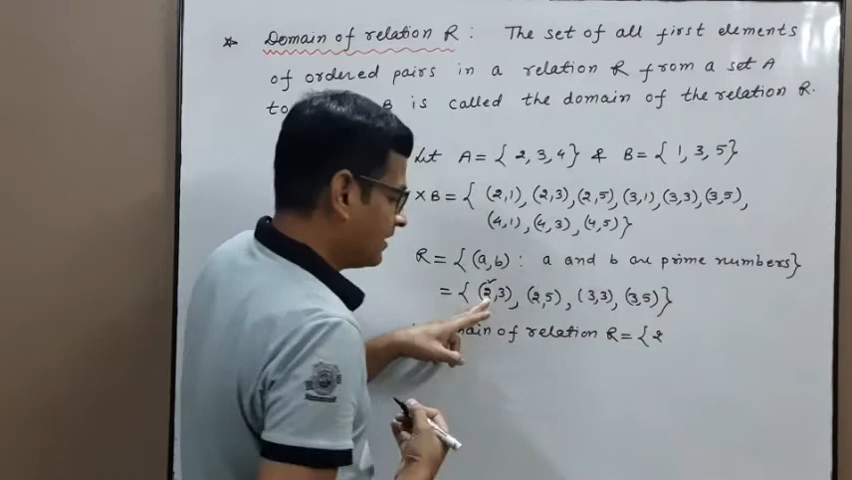 * Domain of relation R : The set of all first elements
of ordered pairs in a relation R from a set A
to B is called the domain of the relation R.
Let A = { 2, 3, 4 } & B = { 1, 3, 5 }
X B = { (2,1), (2,3), (2,5), (3,1), (3,3), (3,5),
(4,1), (4,3), (4,5) }
R = { (a,b) : a and b are prime numbers }
= { (2,3), (2,5), (3,3), (3,5) }
main of relation R = { 2